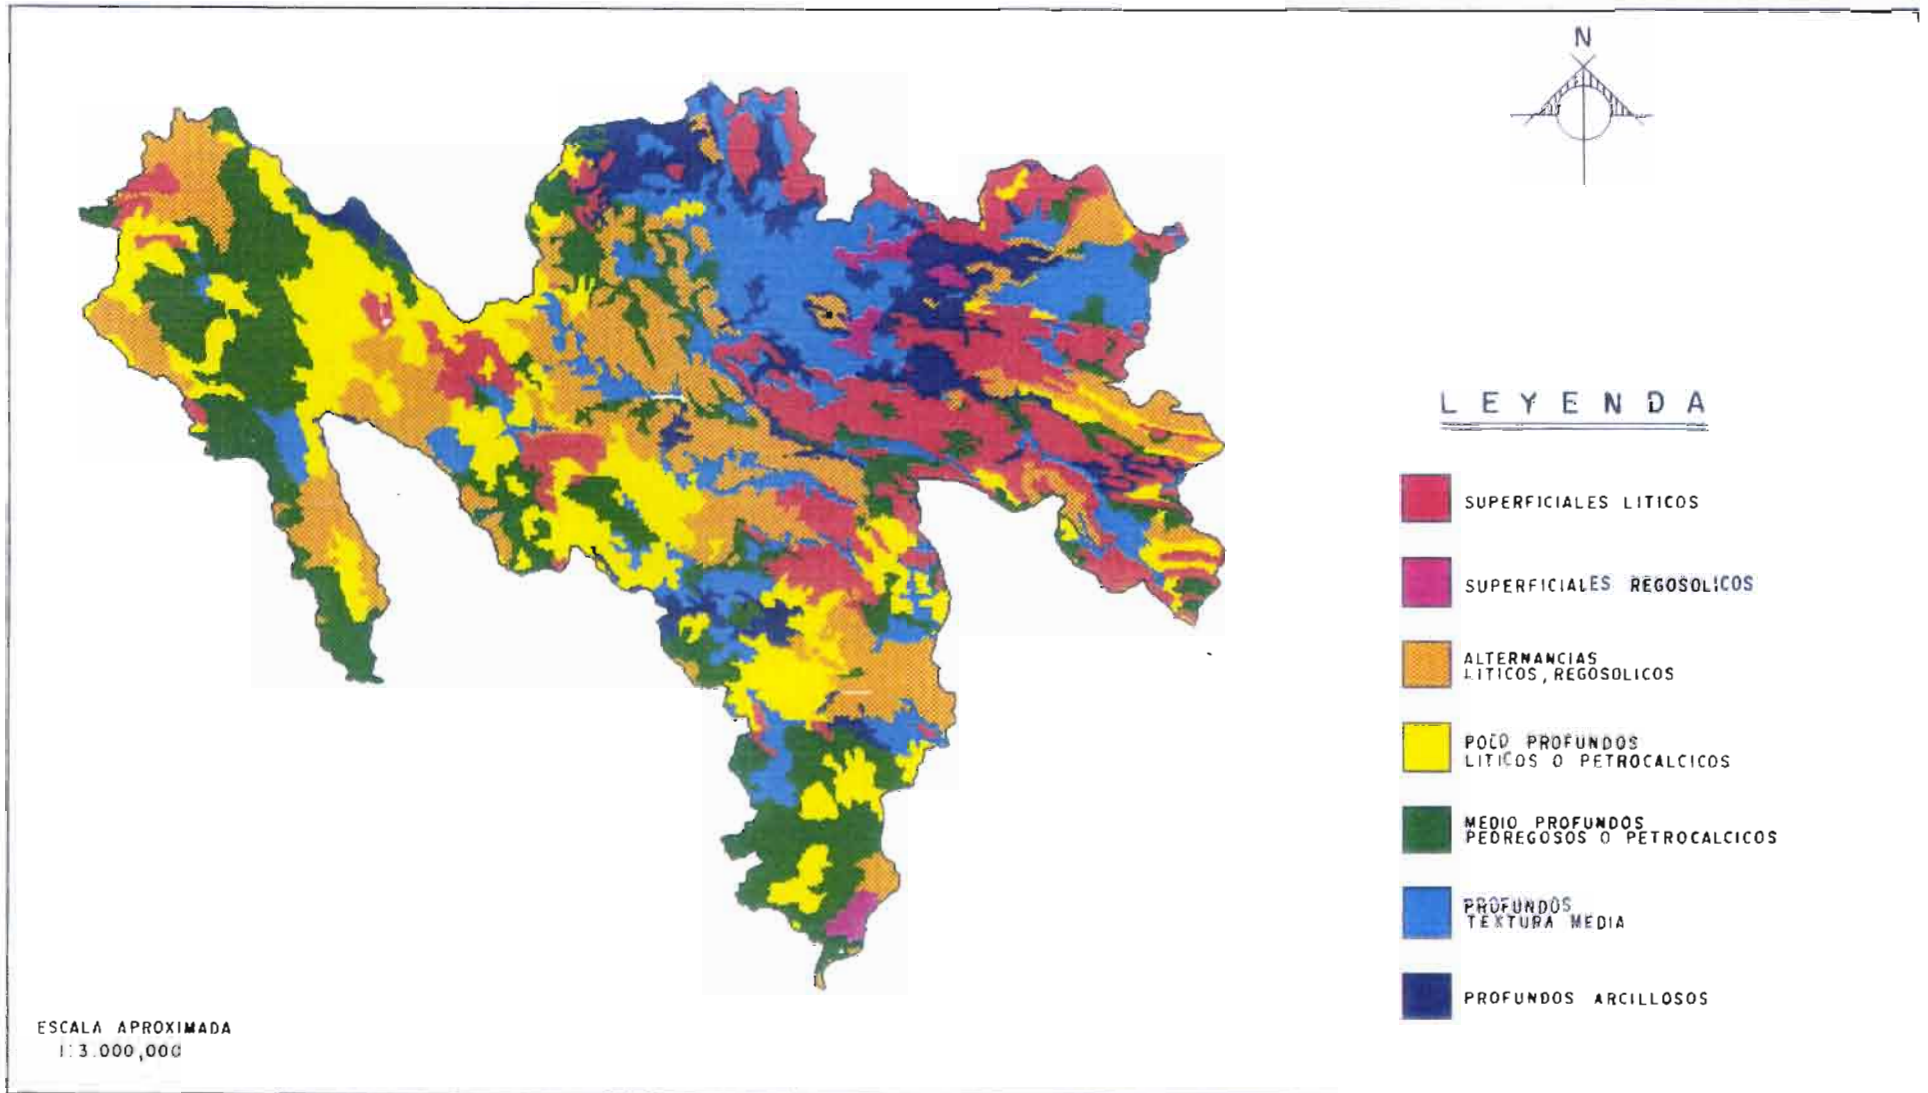 N
LEYENDA
SUPERFICIALES LITICOS
SUPERFICIALES REGOSOLICOS
ALTERNANCIAS
LITICOS, REGOSOLICOS
POCO PROFUNDOS
LITICOS O PETROCALCICOS
MEDIO PROFUNDOS
PEDREGOSOS O PETROCALCICOS
PROFUNDOS
TEXTURA MEDIA
PROFUNDOS ARCILLOSOS
ESCALA APROXIMADA
1:3.000,000